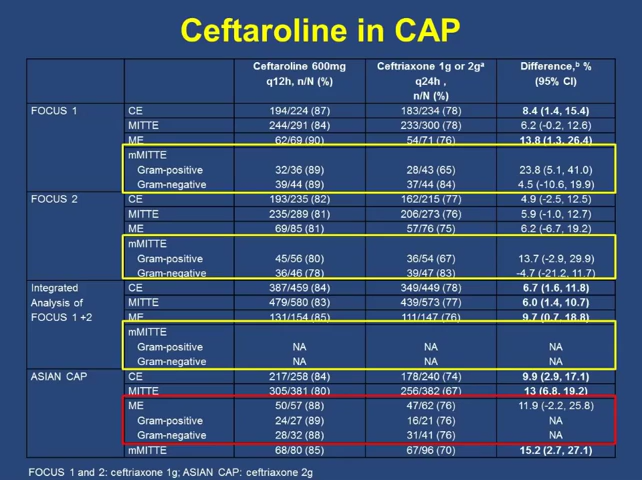 Ceftaroline in CAP
Ceftaroline 600mg q12h, n/N (%) Ceftriaxone 1g or 2gᵃ q24h , n/N (%) Difference,ᵇ % (95% CI)
FOCUS 1 CE 194/224 (87) 183/234 (78) 8.4 (1.4, 15.4)
MITTE 244/291 (84) 233/300 (78) 6.2 (-0.2, 12.6)
ME 62/69 (90) 54/71 (76) 13.8 (1.3, 26.4)
mMITTE
Gram-positive 32/36 (89) 28/43 (65) 23.8 (5.1, 41.0)
Gram-negative 39/44 (89) 37/44 (84) 4.5 (-10.6, 19.9)
FOCUS 2 CE 193/235 (82) 162/215 (77) 4.9 (-2.5, 12.5)
MITTE 235/289 (81) 206/273 (76) 5.9 (-1.0, 12.7)
ME 69/85 (81) 57/76 (75) 6.2 (-6.7, 19.2)
mMITTE
Gram-positive 45/56 (80) 36/54 (67) 13.7 (-2.9, 29.9)
Gram-negative 36/46 (78) 39/47 (83) -4.7 (-21.2, 11.7)
Integrated CE 387/459 (84) 349/449 (78) 6.7 (1.6, 11.8)
Analysis of MITTE 479/580 (83) 439/573 (77) 6.0 (1.4, 10.7)
FOCUS 1 +2 ME 131/154 (85) 111/147 (76) 9.7 (0.7, 18.8)
mMITTE
Gram-positive NA NA NA
Gram-negative NA NA NA
ASIAN CAP CE 217/258 (84) 178/240 (74) 9.9 (2.9, 17.1)
MITTE 305/381 (80) 256/382 (67) 13 (6.8, 19.2)
ME 50/57 (88) 47/62 (76) 11.9 (-2.2, 25.8)
Gram-positive 24/27 (89) 16/21 (76) NA
Gram-negative 28/32 (88) 31/41 (76) NA
mMITTE 68/80 (85) 67/96 (70) 15.2 (2.7, 27.1)
FOCUS 1 and 2: ceftriaxone 1g; ASIAN CAP: ceftriaxone 2g